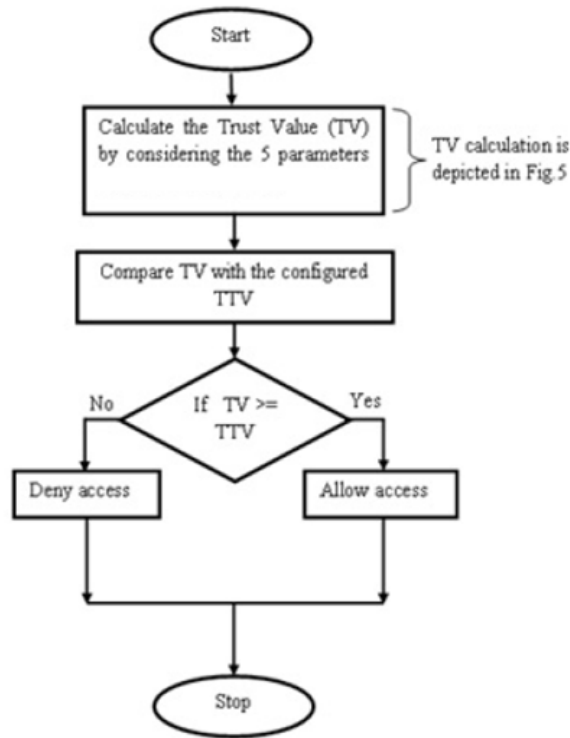 Start
Calculate the Trust Value (TV)
by considering the 5 parameters
TV calculation is
depicted in Fig.5
Compare TV with the configured
TTV
If TV >=
TTV
No
Yes
Deny access
Allow access
Stop